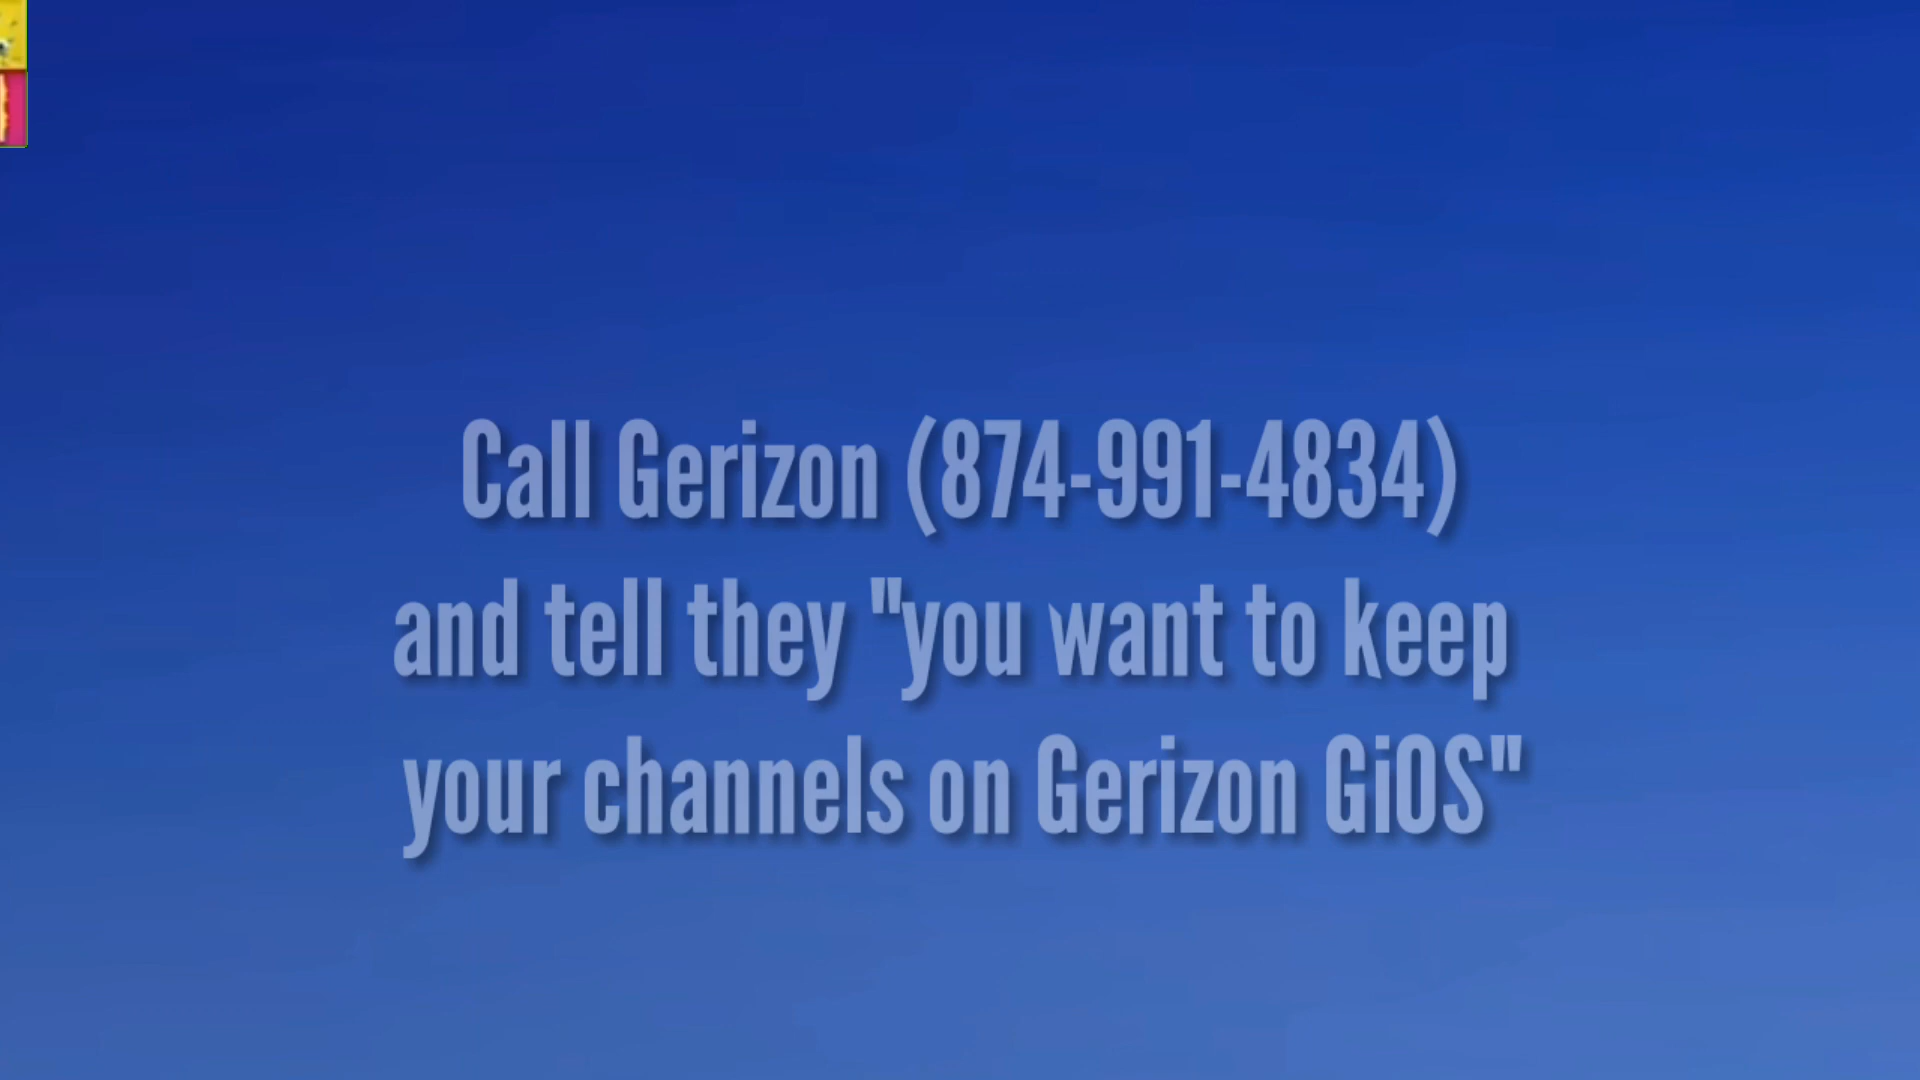 Call Gerizon (874-991-4834)
and tell they "you want to keep
your channels on Gerizon GiOS"